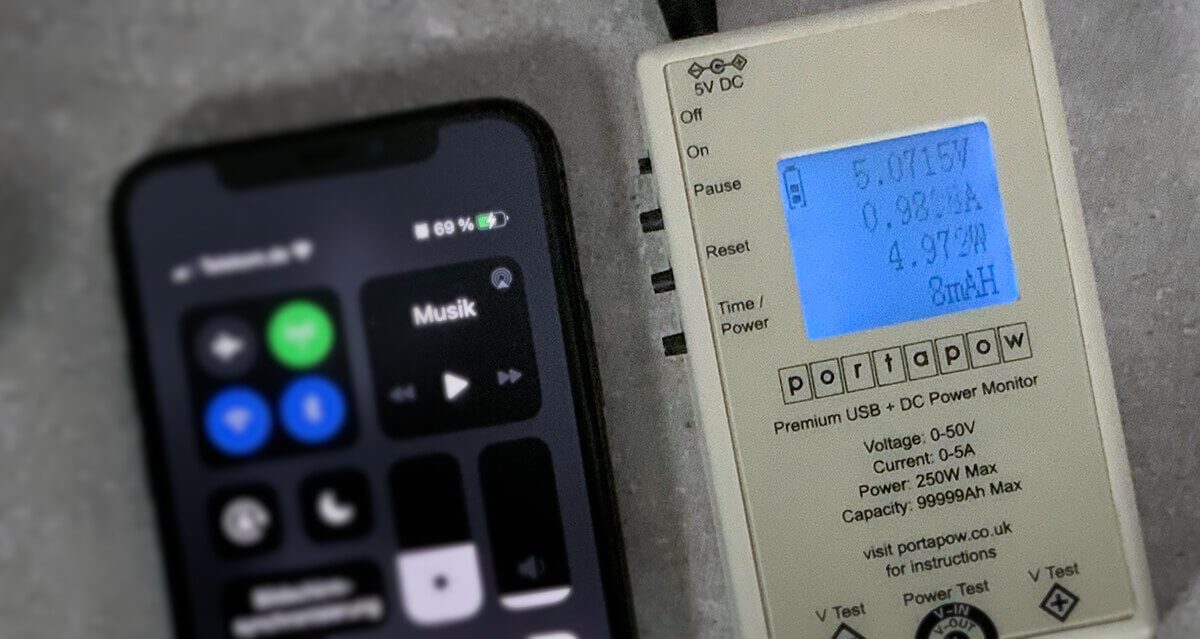 69 %
Musik
5V DC
Off
On
Pause
Reset
Time /
Power
5.0715V
4.972W
8mAH
portapow
Premium USB + DC Power Monitor
Voltage: 0-50V
Current: 0-5A
Power: 250W Max
Capacity: 99999Ah Max
visit portapow.co.uk
for instructions
V Test
Power Test
V Test
V-IN
V-OUT